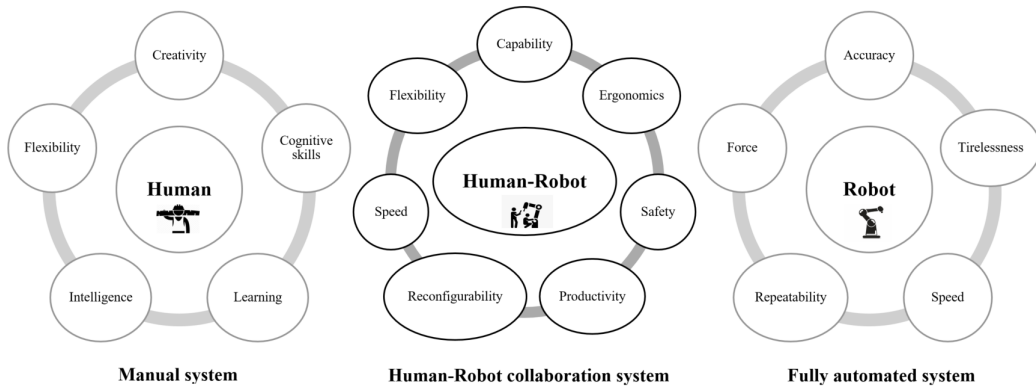 Creativity
Flexibility
Cognitive
skills
Human
Intelligence
Learning
Manual system
Capability
Flexibility
Ergonomics
Human-Robot
Speed
Safety
Reconfigurability
Productivity
Human-Robot collaboration system
Accuracy
Force
Tirelessness
Robot
Repeatability
Speed
Fully automated system